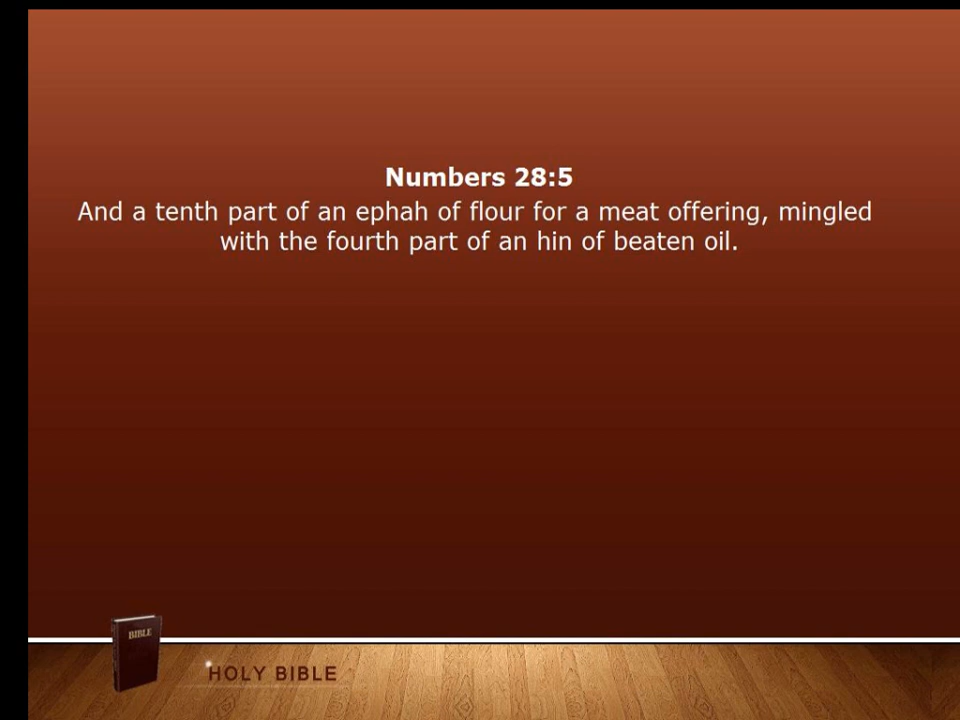 Numbers 28:5
And a tenth part of an ephah of flour for a meat offering, mingled
with the fourth part of an hin of beaten oil.
BIBLE
HOLY BIBLE